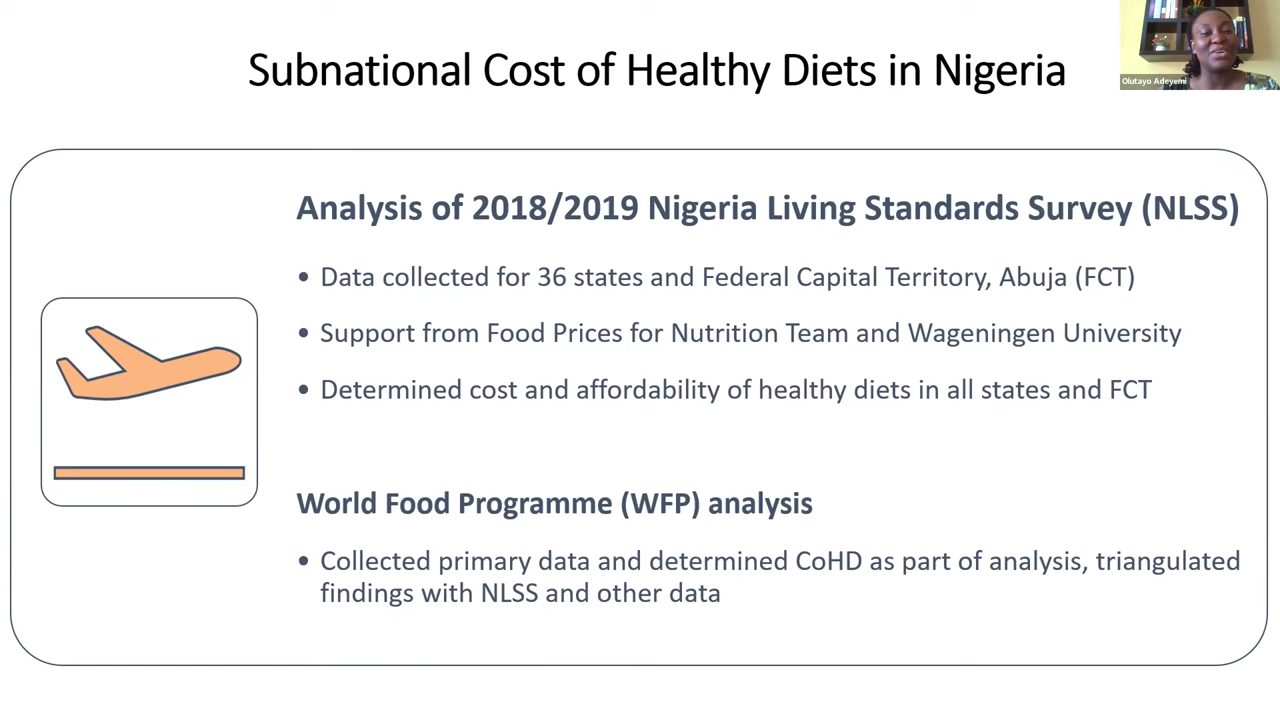 Subnational Cost of Healthy Diets in Nigeria
Olutayo Adeyemi
Analysis of 2018/2019 Nigeria Living Standards Survey (NLSS)
• Data collected for 36 states and Federal Capital Territory, Abuja (FCT)
• Support from Food Prices for Nutrition Team and Wageningen University
• Determined cost and affordability of healthy diets in all states and FCT
World Food Programme (WFP) analysis
• Collected primary data and determined CoHD as part of analysis, triangulated
findings with NLSS and other data